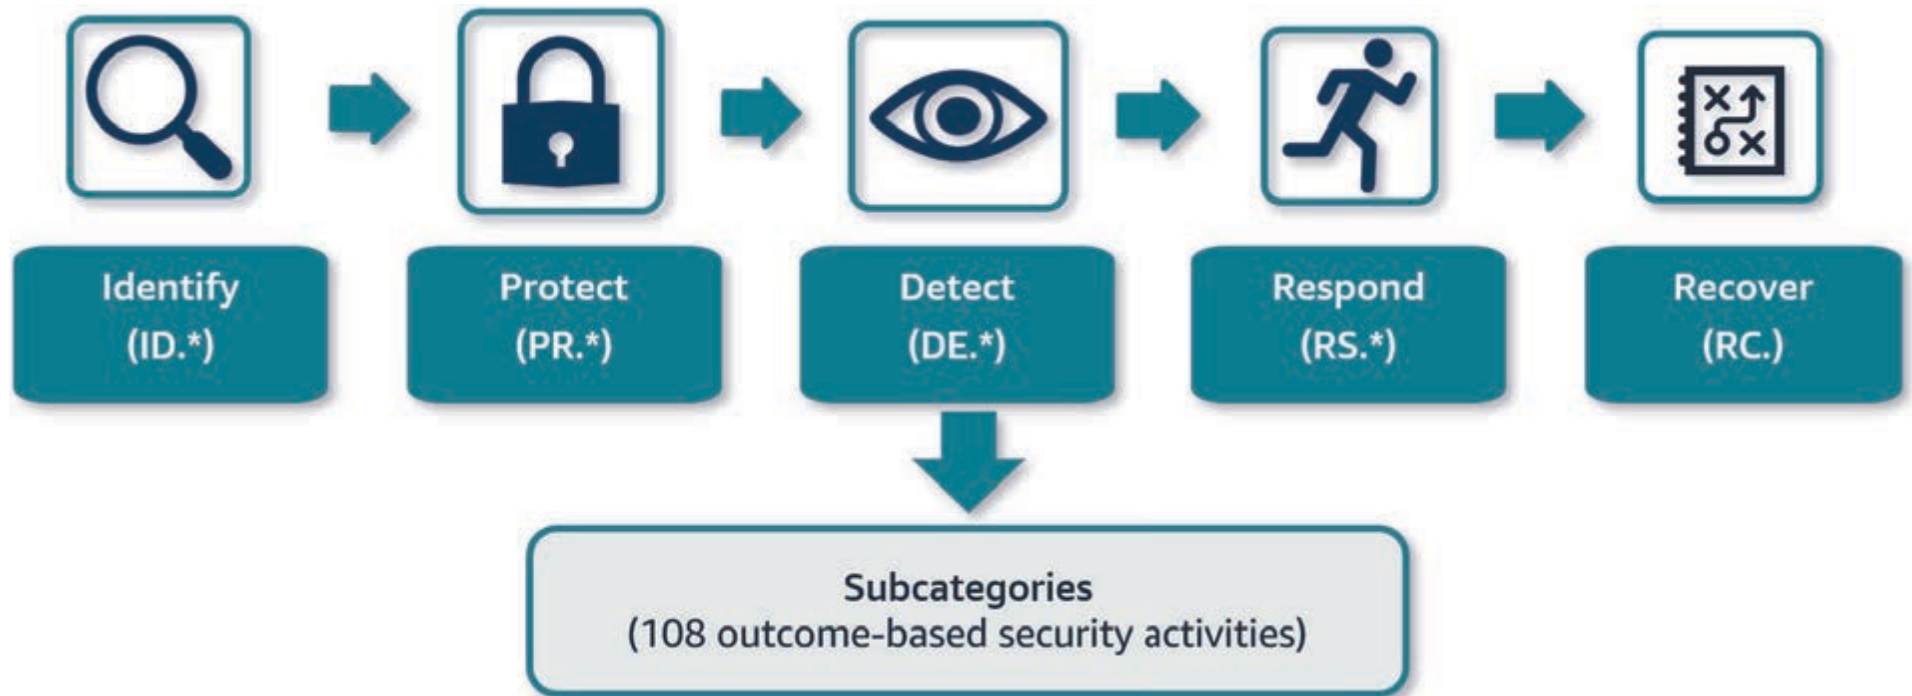 Identify
(ID.*)
Protect
(PR.*)
Detect
(DE.*)
Respond
(RS.*)
Recover
(RC.)
Subcategories
(108 outcome-based security activities)